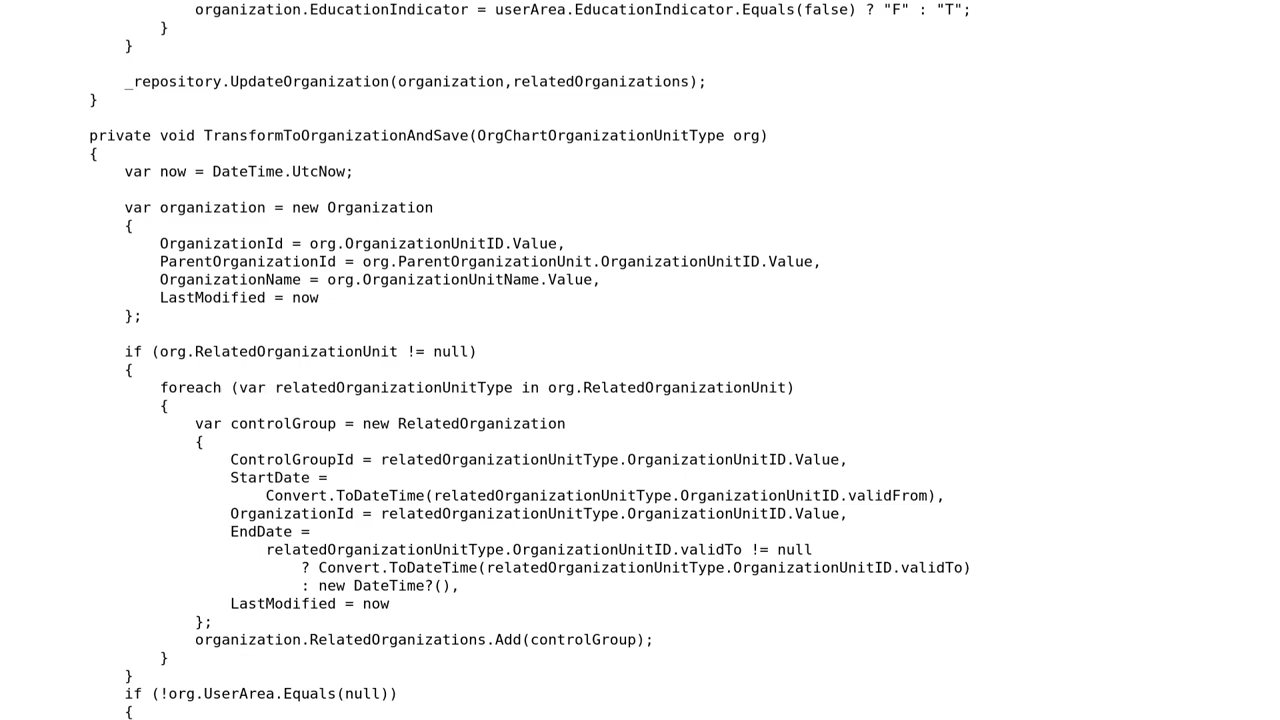 organization.EducationIndicator = userArea.EducationIndicator.Equals(false) ? "F" : "T";
}
}
_repository.UpdateOrganization(organization,relatedOrganizations);
}
private void TransformToOrganizationAndSave(OrgChartOrganizationUnitType org)
{
var now = DateTime.UtcNow;
var organization = new Organization
{
OrganizationId = org.OrganizationUnitID.Value,
ParentOrganizationId = org.ParentOrganizationUnit.OrganizationUnitID.Value,
OrganizationName = org.OrganizationUnitName.Value,
LastModified = now
};
if (org.RelatedOrganizationUnit != null)
{
foreach (var relatedOrganizationUnitType in org.RelatedOrganizationUnit)
{
var controlGroup = new RelatedOrganization
{
ControlGroupId = relatedOrganizationUnitType.OrganizationUnitID.Value,
StartDate =
Convert.ToDateTime(relatedOrganizationUnitType.OrganizationUnitID.validFrom),
OrganizationId = relatedOrganizationUnitType.OrganizationUnitID.Value,
EndDate =
relatedOrganizationUnitType.OrganizationUnitID.validTo != null
? Convert.ToDateTime(relatedOrganizationUnitType.OrganizationUnitID.validTo)
: new DateTime?(),
LastModified = now
};
organization.RelatedOrganizations.Add(controlGroup);
}
}
if (!org.UserArea.Equals(null))
{